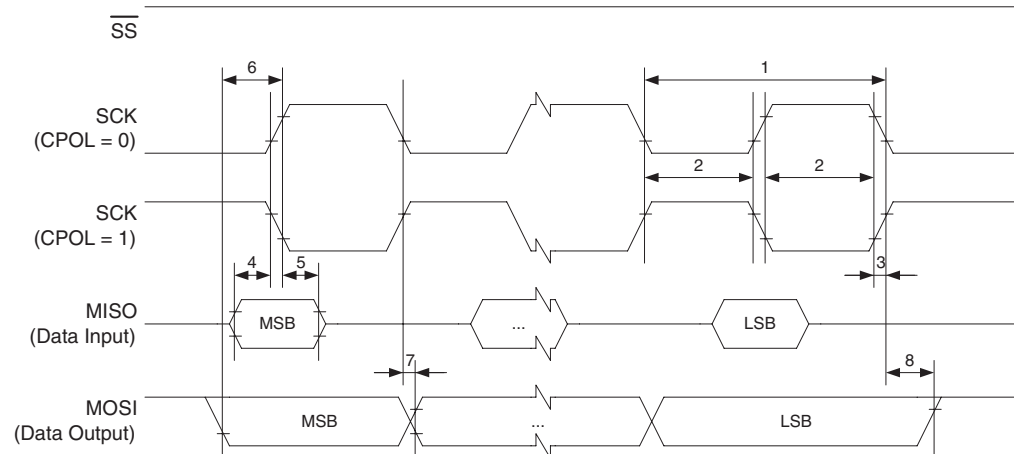 SS
6
1
SCK
(CPOL = 0)
2
2
SCK
(CPOL = 1)
4
5
3
MISO
(Data Input)
MSB
...
LSB
7
8
MOSI
(Data Output)
MSB
...
LSB